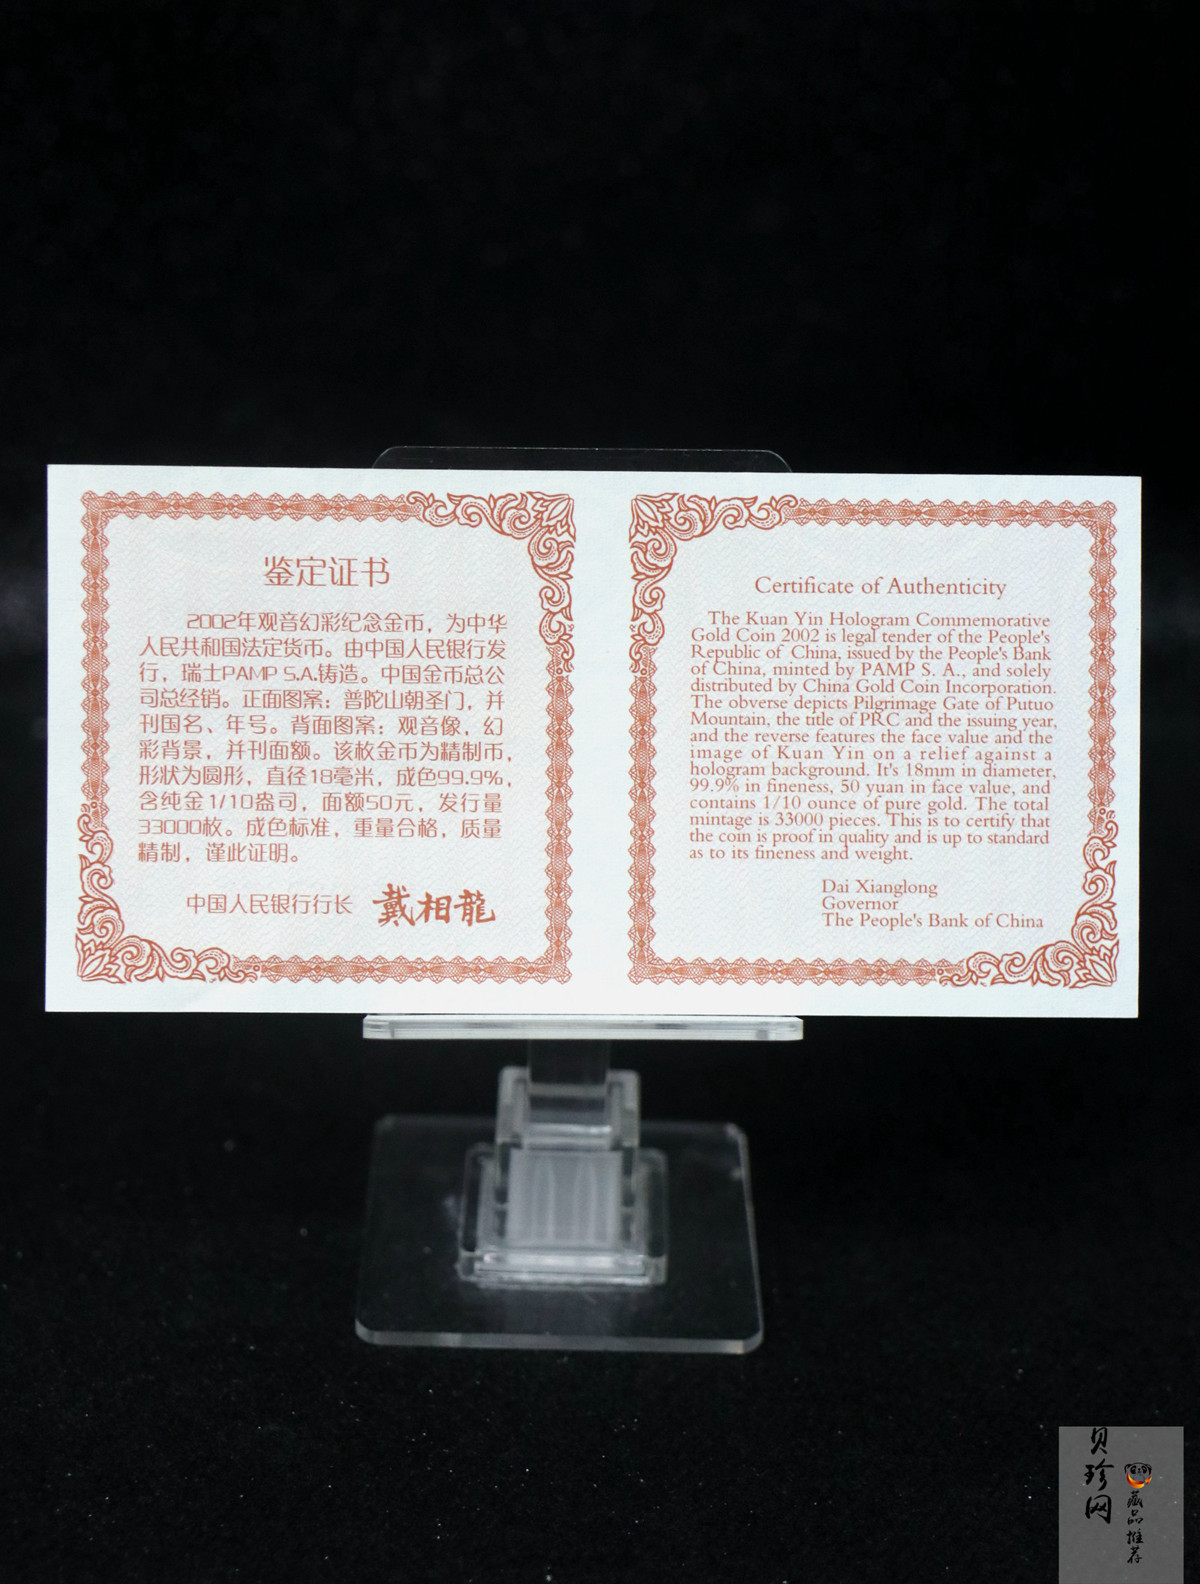 鉴定证书
2002年观音幻彩纪念金币，为中华
人民共和国法定货币。由中国人民银行发
行，瑞士PAMP S.A.铸造。中国金币总公
司总经销。正面图案：普陀山朝圣门，并
刊国名、年号。背面图案：观音像，幻
彩背景，并刊面额。该枚金币为精制币，
形状为圆形，直径18毫米，成色99.9%，
含纯金1/10盎司，面额50元，发行量
33000枚。成色标准，重量合格，质量
精制，谨此证明。
中国人民银行行长 戴相龍
Certificate of Authenticity
The Kuan Yin Hologram Commemorative
Gold Coin 2002 is legal tender of the People's
Republic of China, issued by the People's Bank
of China, minted by PAMP S. A., and solely
distributed by China Gold Coin Incorporation.
The obverse depicts Pilgrimage Gate of Putuo
Mountain, the title of PRC and the issuing year,
and the reverse features the face value and the
image of Kuan Yin on a relief against a
hologram background. It's 18mm in diameter,
99.9% in fineness, 50 yuan in face value, and
contains 1/10 ounce of pure gold. The total
mintage is 33000 pieces. This is to certify that
the coin is proof in quality and is up to standard
as to its fineness and weight.
Dai Xianglong
Governor
The People's Bank of China
贝珍网
藏品推荐